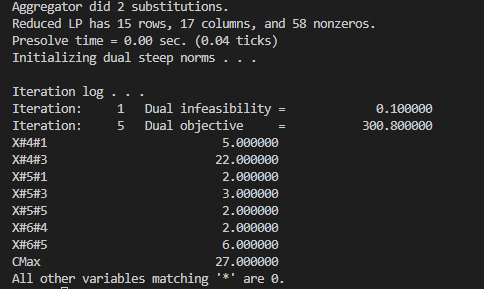 Aggregator did 2 substitutions.
Reduced LP has 15 rows, 17 columns, and 58 nonzeros.
Presolve time = 0.00 sec. (0.04 ticks)
Initializing dual steep norms . . .

Iteration log . . .
Iteration:     1   Dual infeasibility =             0.100000
Iteration:     5   Dual objective     =           300.800000
X#4#1                         5.000000
X#4#3                        22.000000
X#5#1                         2.000000
X#5#3                         3.000000
X#5#5                         2.000000
X#6#4                         2.000000
X#6#5                         6.000000
CMax                         27.000000
All other variables matching '*' are 0.